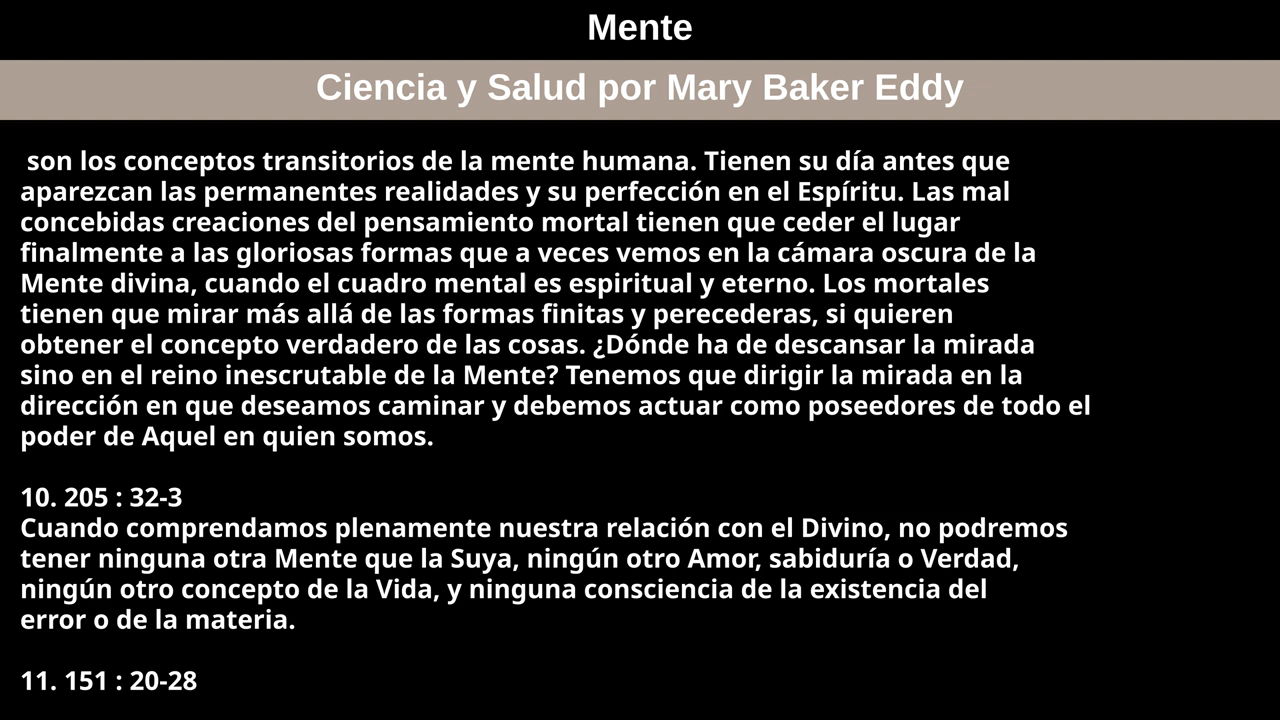 Mente
Ciencia y Salud por Mary Baker Eddy
son los conceptos transitorios de la mente humana. Tienen su día antes que
aparezcan las permanentes realidades y su perfección en el Espíritu. Las mal
concebidas creaciones del pensamiento mortal tienen que ceder el lugar
finalmente a las gloriosas formas que a veces vemos en la cámara oscura de la
Mente divina, cuando el cuadro mental es espiritual y eterno. Los mortales
tienen que mirar más allá de las formas finitas y perecederas, si quieren
obtener el concepto verdadero de las cosas. ¿Dónde ha de descansar la mirada
sino en el reino inescrutable de la Mente? Tenemos que dirigir la mirada en la
dirección en que deseamos caminar y debemos actuar como poseedores de todo el
poder de Aquel en quien somos.
10. 205 : 32-3
Cuando comprendamos plenamente nuestra relación con el Divino, no podremos
tener ninguna otra Mente que la Suya, ningún otro Amor, sabiduría o Verdad,
ningún otro concepto de la Vida, y ninguna consciencia de la existencia del
error o de la materia.
11. 151 : 20-28